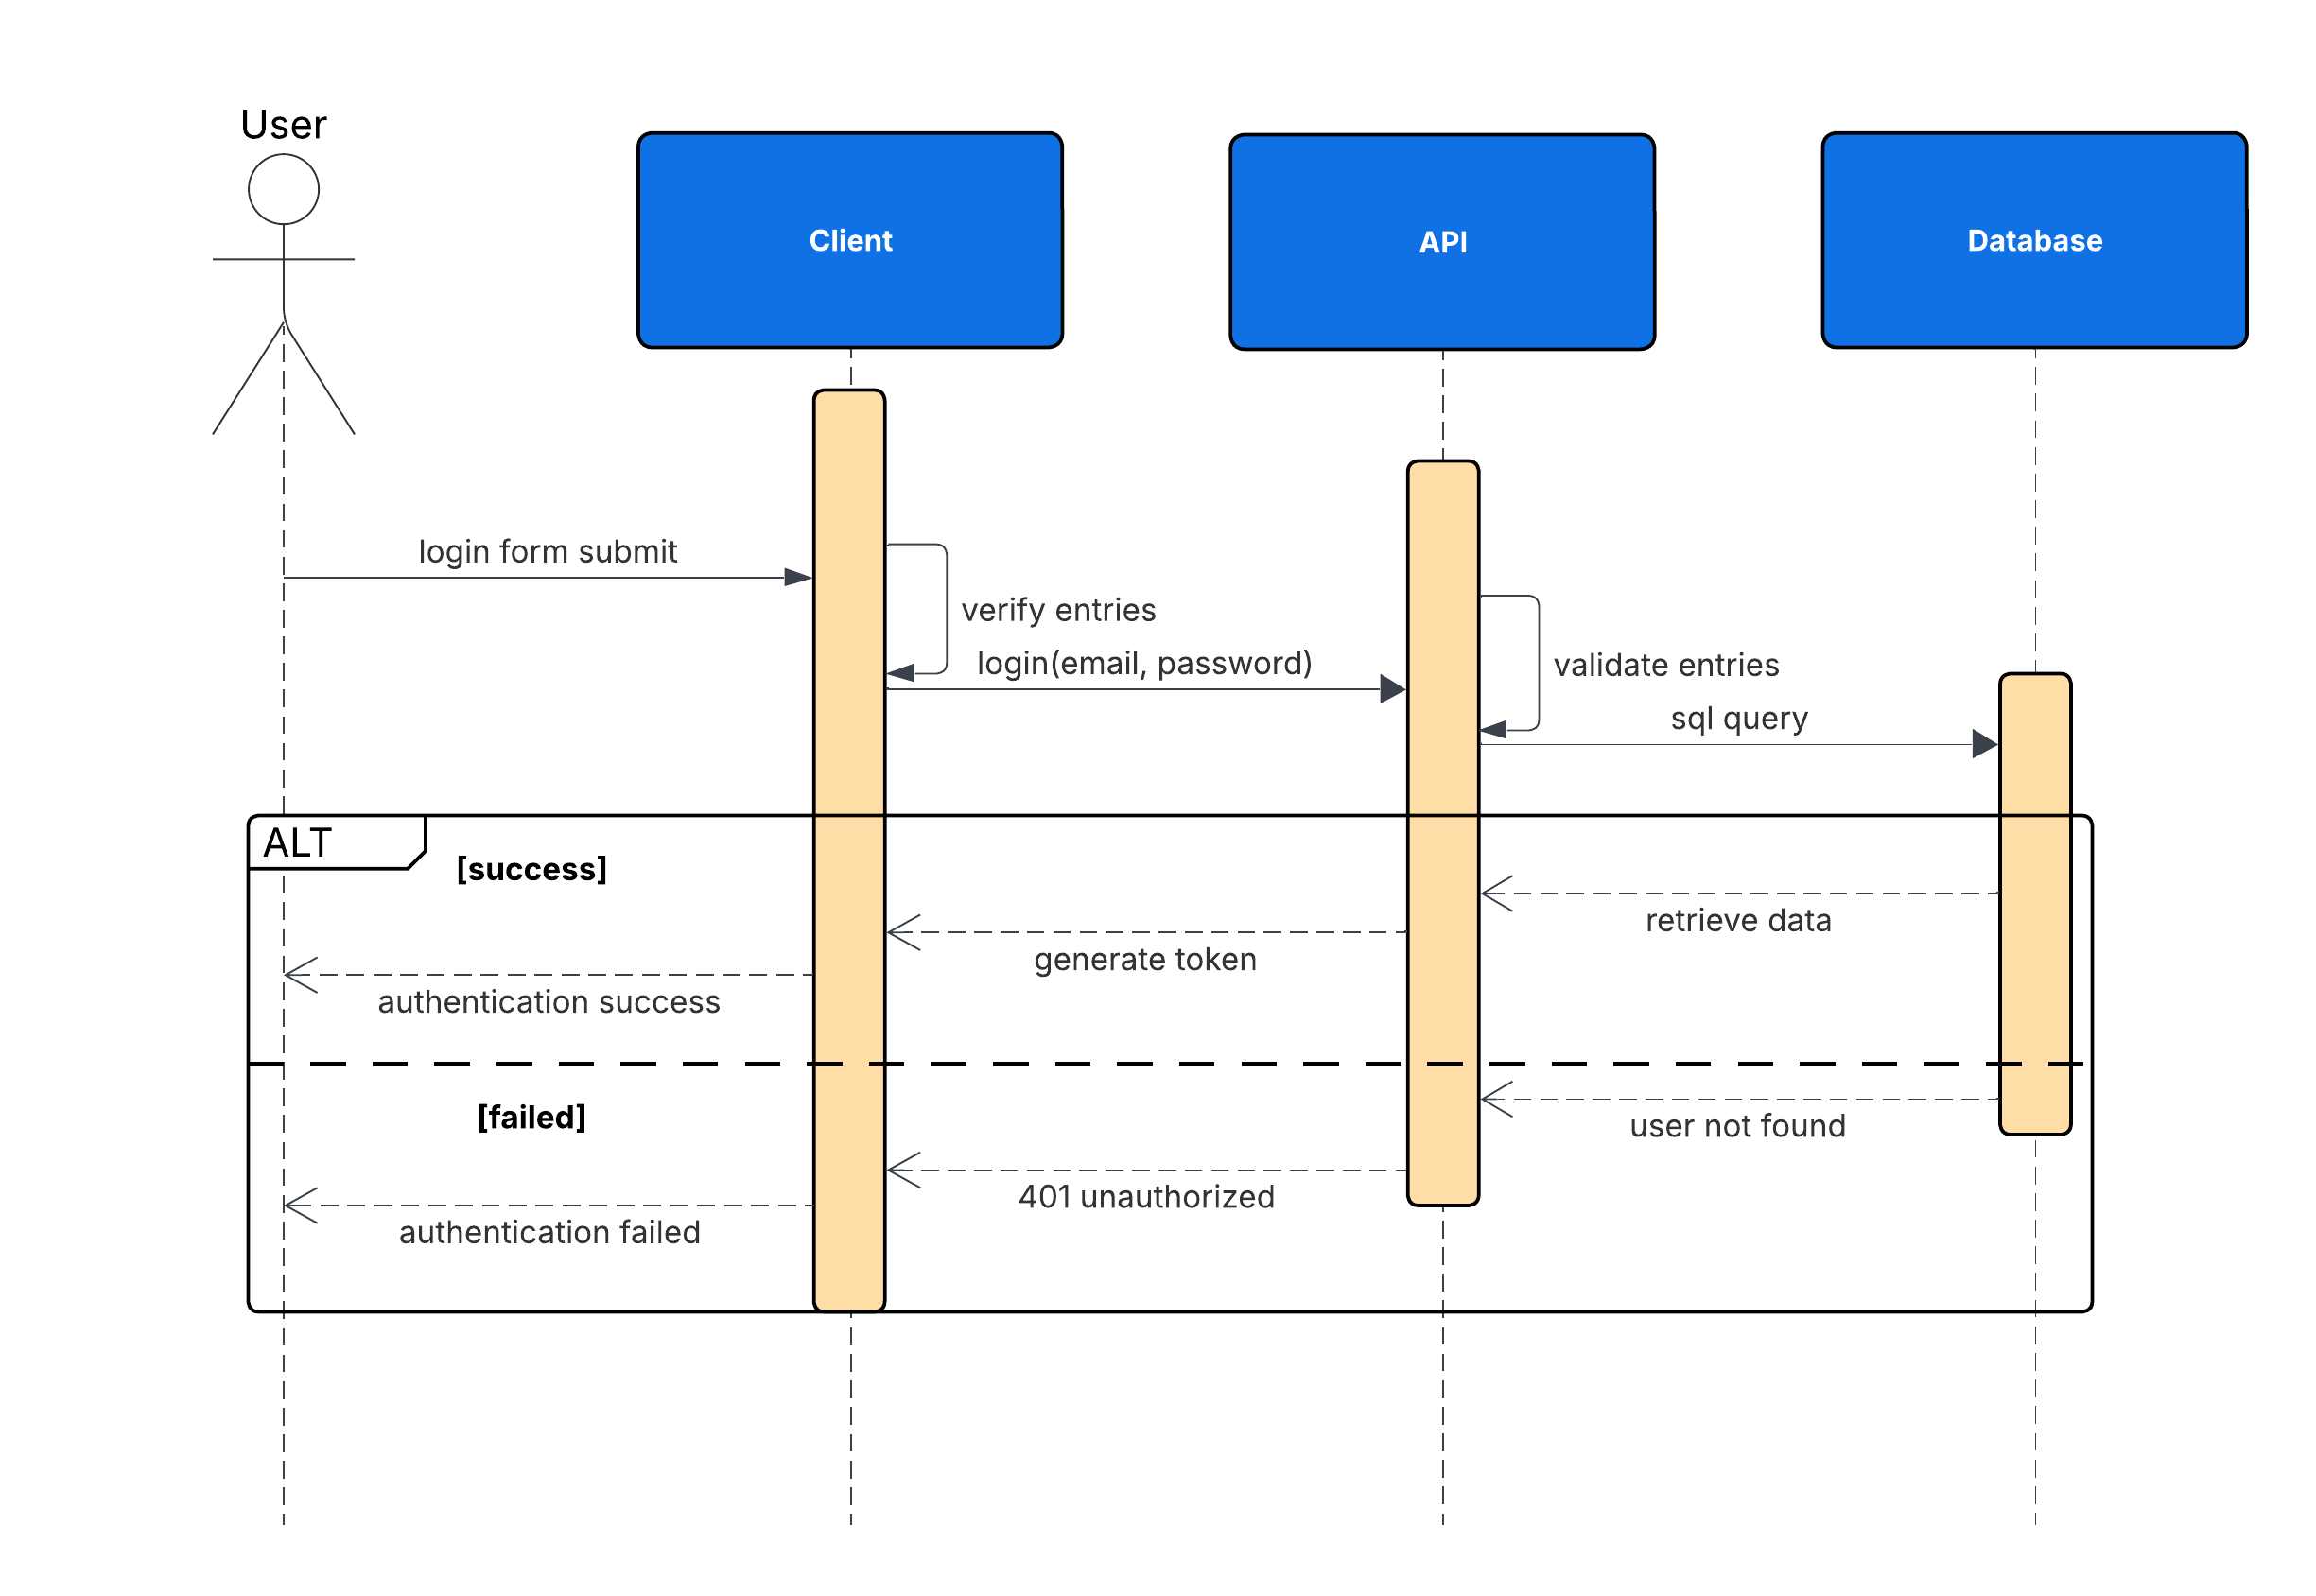 User
Client
API
Database
login form submit
verify entries
login(email, password)
validate entries
sql query
ALT
[success]
retrieve data
generate token
authentication success
[failed]
user not found
401 unauthorized
authentication failed